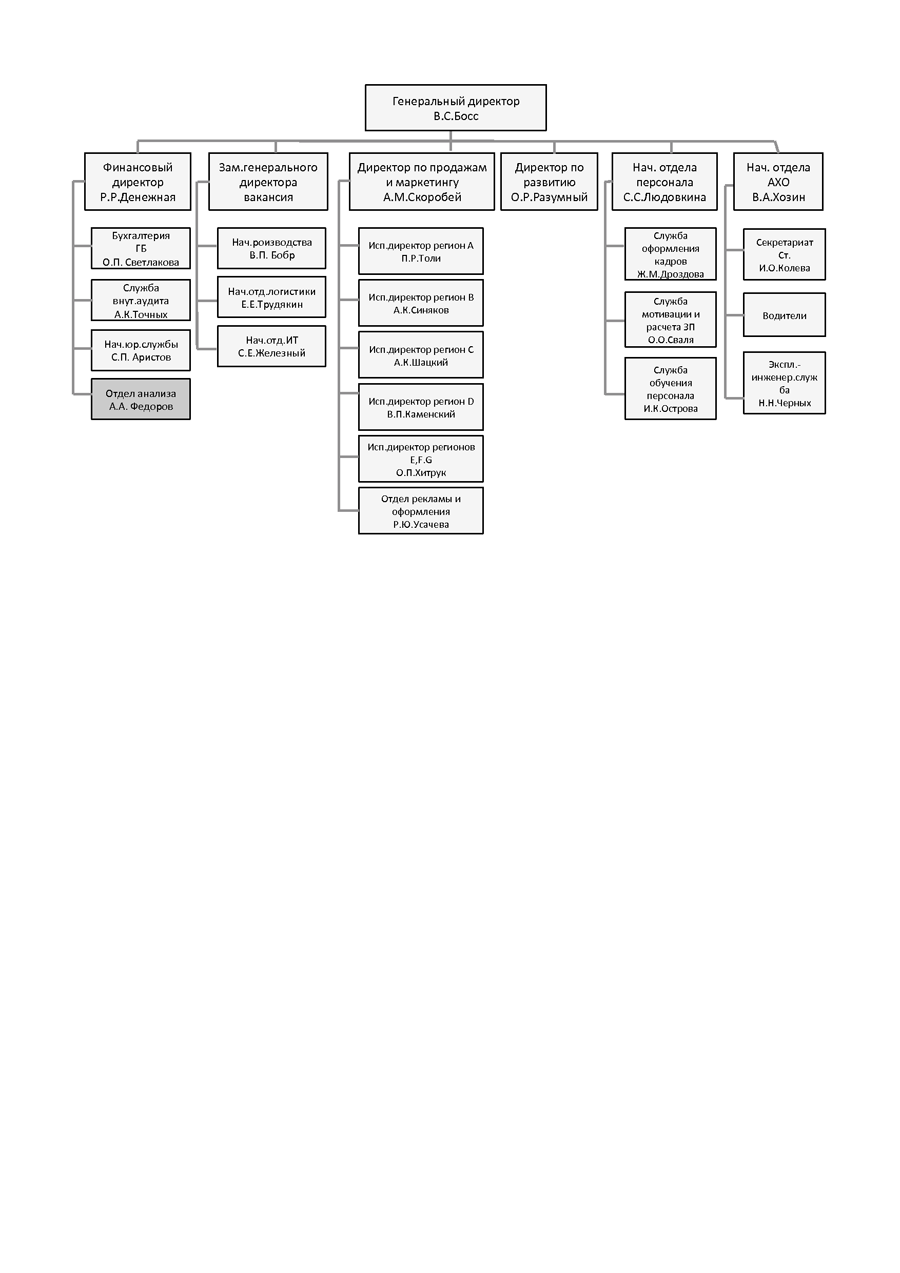 Генеральный директор
В.С.Босс
Финансовый
директор
Р.Р.Денежная
Зам.генерального
директора
вакансия
Директор по продажам
и маркетингу
А.М.Скоробей
Директор по
развитию
О.Р.Разумный
Нач. отдела
персонала
С.С.Людовкина
Нач. отдела
АХО
В.А.Хозин
Бухгалтерия
ГБ
О.П. Светлакова
Служба
внут.аудита
А.К.Точных
Нач.юр.службы
С.П. Аристов
Отдел анализа
А.А. Федоров
Нач.роизводства
В.П. Бобр
Нач.отд.логистики
Е.Е.Трудякин
Нач.отд.ИТ
С.Е.Железный
Исп.директор регион А
П.Р.Толи
Исп.директор регион В
А.К.Синяков
Исп.директор регион С
А.К.Шацкий
Исп.директор регион D
В.П.Каменский
Исп.директор регионов
E,F.G
О.П.Хитрук
Отдел рекламы и
оформления
Р.Ю.Усачева
Служба
оформления
кадров
Ж.М.Дроздова
Служба
мотивации и
расчета ЗП
О.О.Сваля
Служба
обучения
персонала
И.К.Острова
Секретариат
Ст.
И.О.Колева
Водители
Экспл.-
инженер.служ
ба
Н.Н.Черных